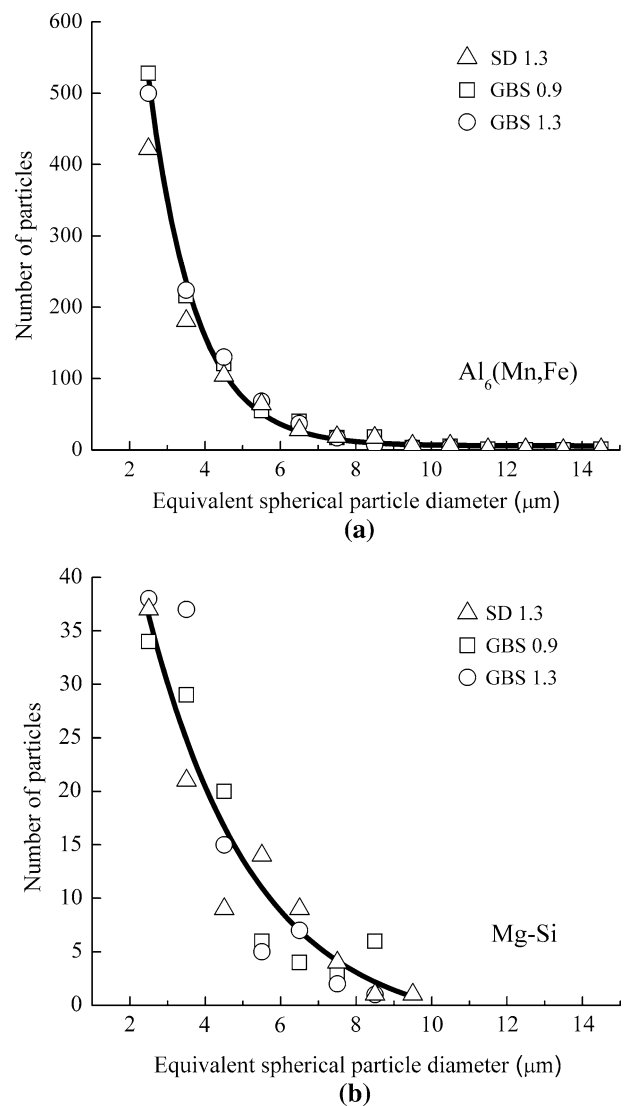 600
500
400
300
200
100
0
Number of particles
SD 1.3
GBS 0.9
GBS 1.3
Al6(Mn,Fe)
2 4 6 8 10 12 14
Equivalent spherical particle diameter (μm)
(a)
40
35
30
25
20
15
10
5
0
Number of particles
SD 1.3
GBS 0.9
GBS 1.3
Mg-Si
2 4 6 8 10 12 14
Equivalent spherical particle diameter (μm)
(b)